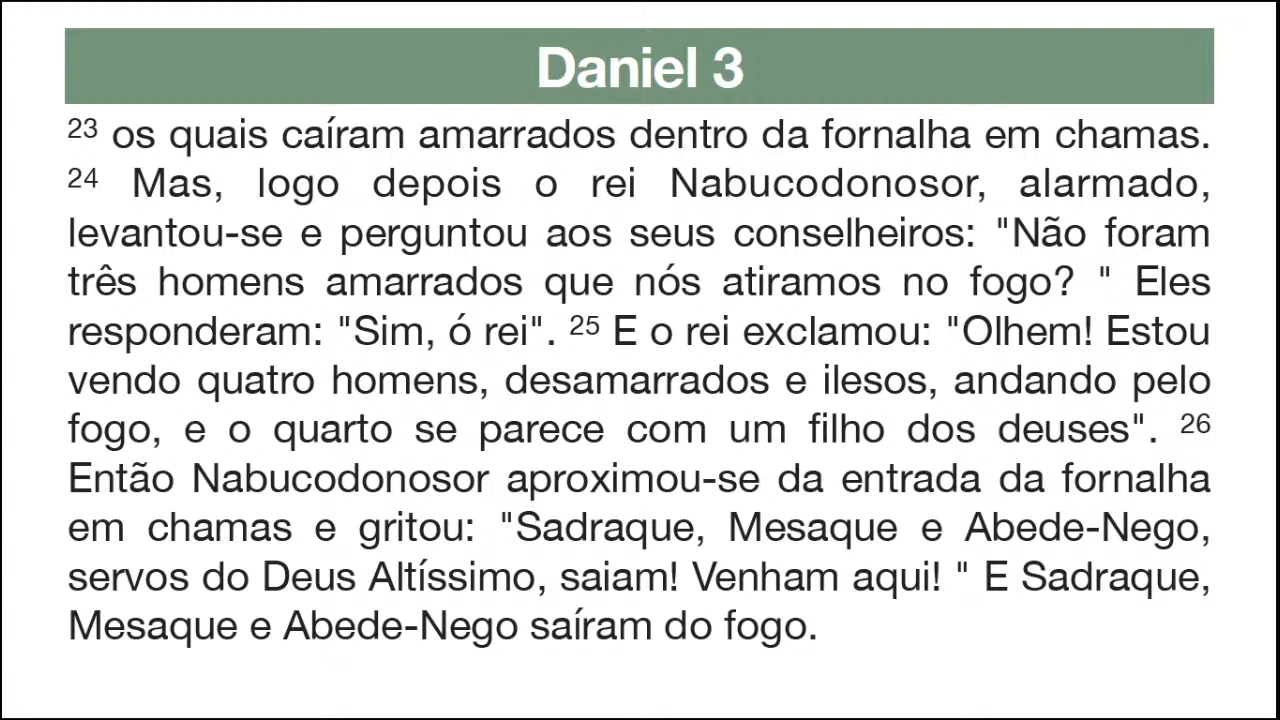 Daniel 3
23 os quais caíram amarrados dentro da fornalha em chamas.
24 Mas, logo depois o rei Nabucodonosor, alarmado,
levantou-se e perguntou aos seus conselheiros: "Não foram
três homens amarrados que nós atiramos no fogo? " Eles
responderam: "Sim, ó rei". 25 E o rei exclamou: "Olhem! Estou
vendo quatro homens, desamarrados e ilesos, andando pelo
fogo, e o quarto se parece com um filho dos deuses". 26
Então Nabucodonosor aproximou-se da entrada da fornalha
em chamas e gritou: "Sadraque, Mesaque e Abede-Nego,
servos do Deus Altíssimo, saiam! Venham aqui! " E Sadraque,
Mesaque e Abede-Nego saíram do fogo.